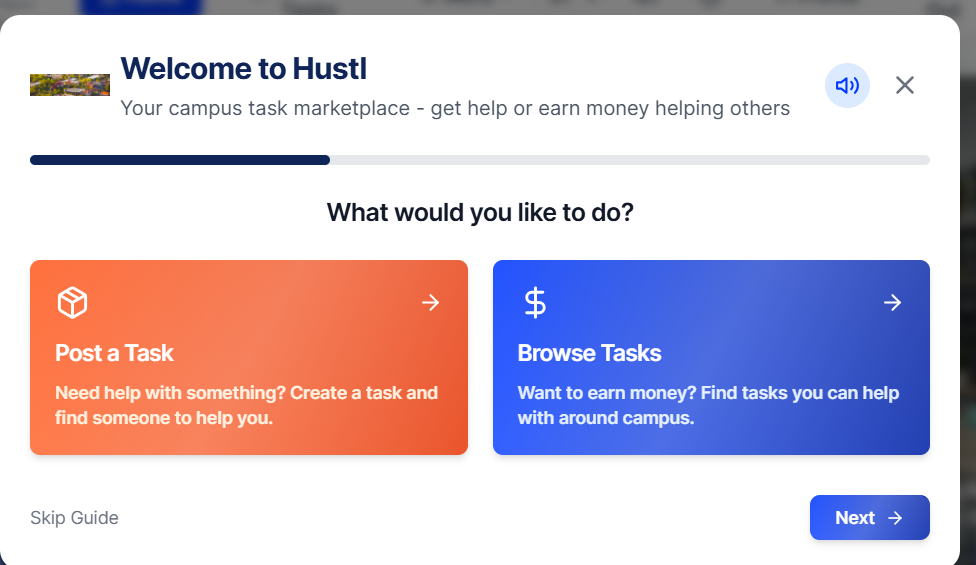 Welcome to Hustl
Your campus task marketplace - get help or earn money helping others
What would you like to do?
Post a Task
Need help with something? Create a task and
find someone to help you.
Browse Tasks
Want to earn money? Find tasks you can help
with around campus.
Skip Guide
Next